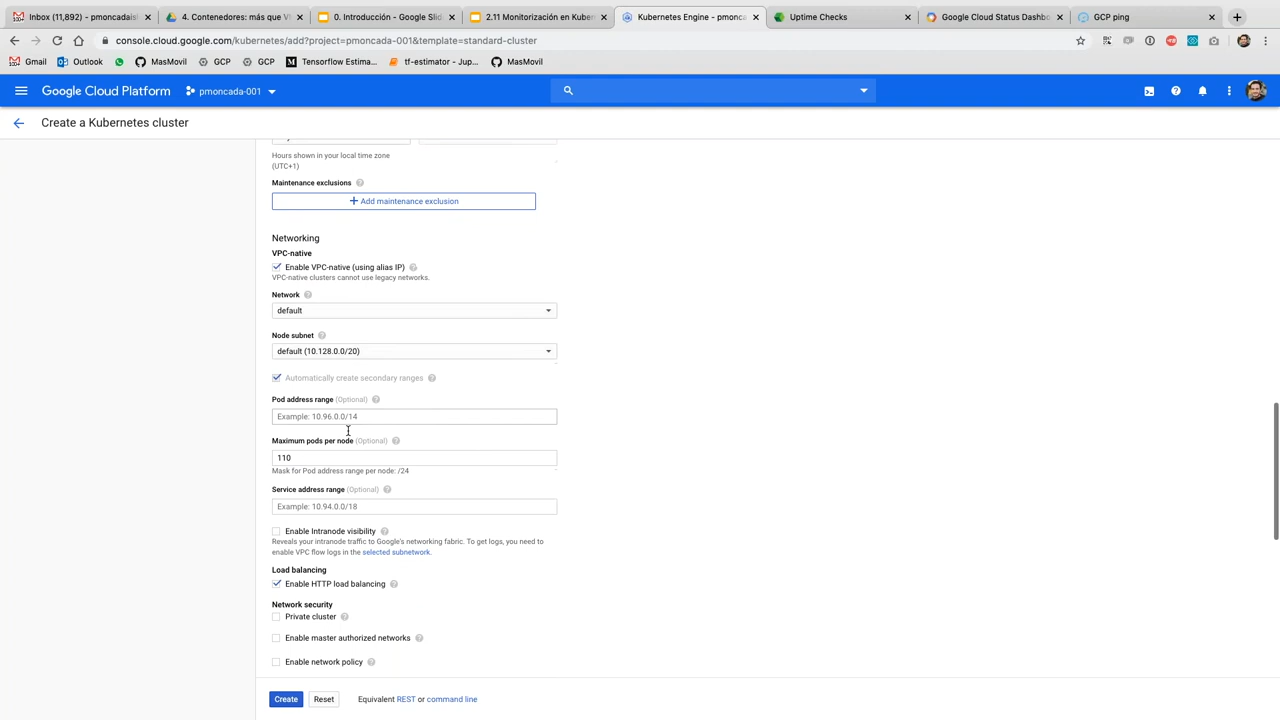 Inbox (11,892) - pmoncadaisl
4. Contenedores: más que VM
0. Introducción - Google Slid
2.11 Monitorización en Kuber
Kubernetes Engine - pmonca
Uptime Checks
Google Cloud Status Dashbo
GCP ping
console.cloud.google.com/kubernetes/add?project=pmoncada-001&template=standard-cluster
Gmail
Outlook
MasMovil
GCP
GCP
Tensorflow Estima...
tf-estimator - Jup...
MasMovil
Google Cloud Platform
pmoncada-001
Create a Kubernetes cluster
Hours shown in your local time zone
(UTC+1)
Maintenance exclusions
+ Add maintenance exclusion
Networking
VPC-native
Enable VPC-native (using alias IP)
VPC-native clusters cannot use legacy networks.
Network
default
Node subnet
default (10.128.0.0/20)
Automatically create secondary ranges
Pod address range (Optional)
Example: 10.96.0.0/14
Maximum pods per node (Optional)
110
Mask for Pod address range per node: /24
Service address range (Optional)
Example: 10.94.0.0/18
Enable Intranode visibility
Reveals your intranode traffic to Google's networking fabric. To get logs, you need to
enable VPC flow logs in the selected subnetwork.
Load balancing
Enable HTTP load balancing
Network security
Private cluster
Enable master authorized networks
Enable network policy
Create
Reset
Equivalent REST or command line